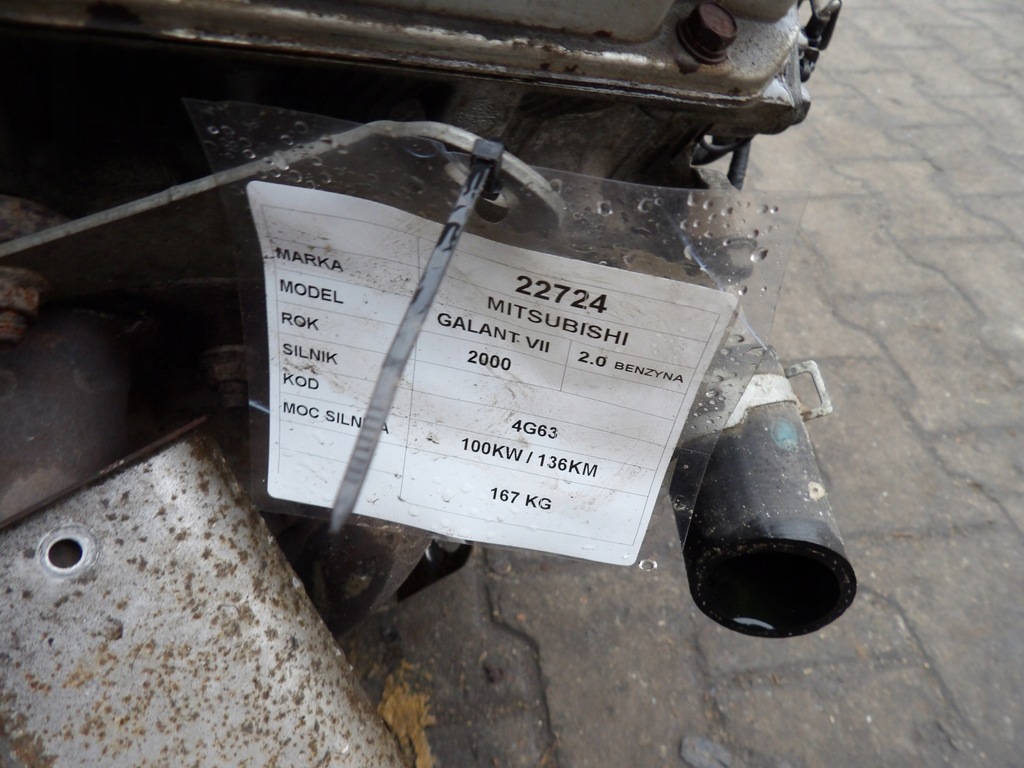 22724
MARKA MITSUBISHI
MODEL GALANT VII 2.0 BENZYNA
ROK 2000
SILNIK
KOD 4G63
MOC SILNIKA 100KW / 136KM
167 KG